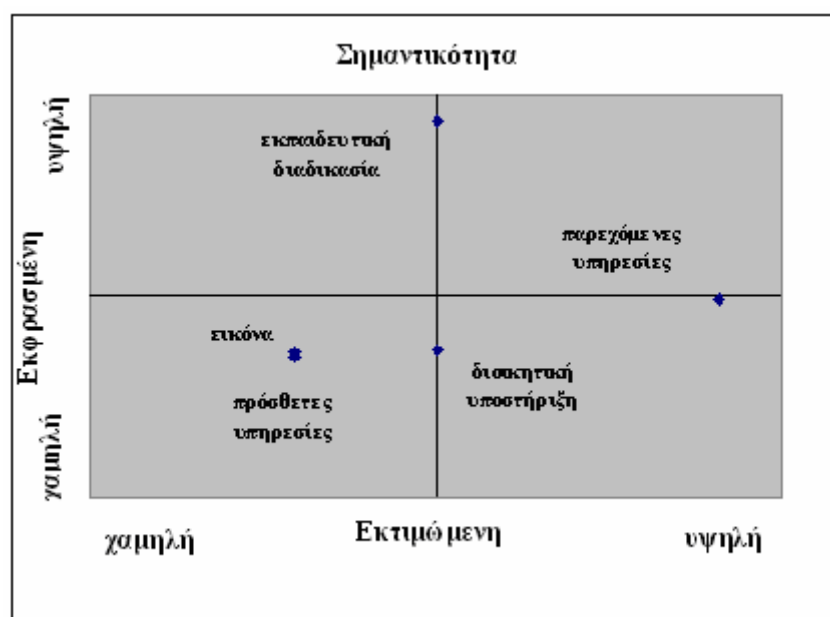 Σημαντικότητα
υψηλή
εκπαιδευτική
διαδικασία
παρεχόμενες
υπηρεσίες
Εκφρασμένη
εικόνα
πρόσθετες
υπηρεσίες
διοικητική
υποστήριξη
χαμηλή
χαμηλή
Εκτιμώμενη
υψηλή